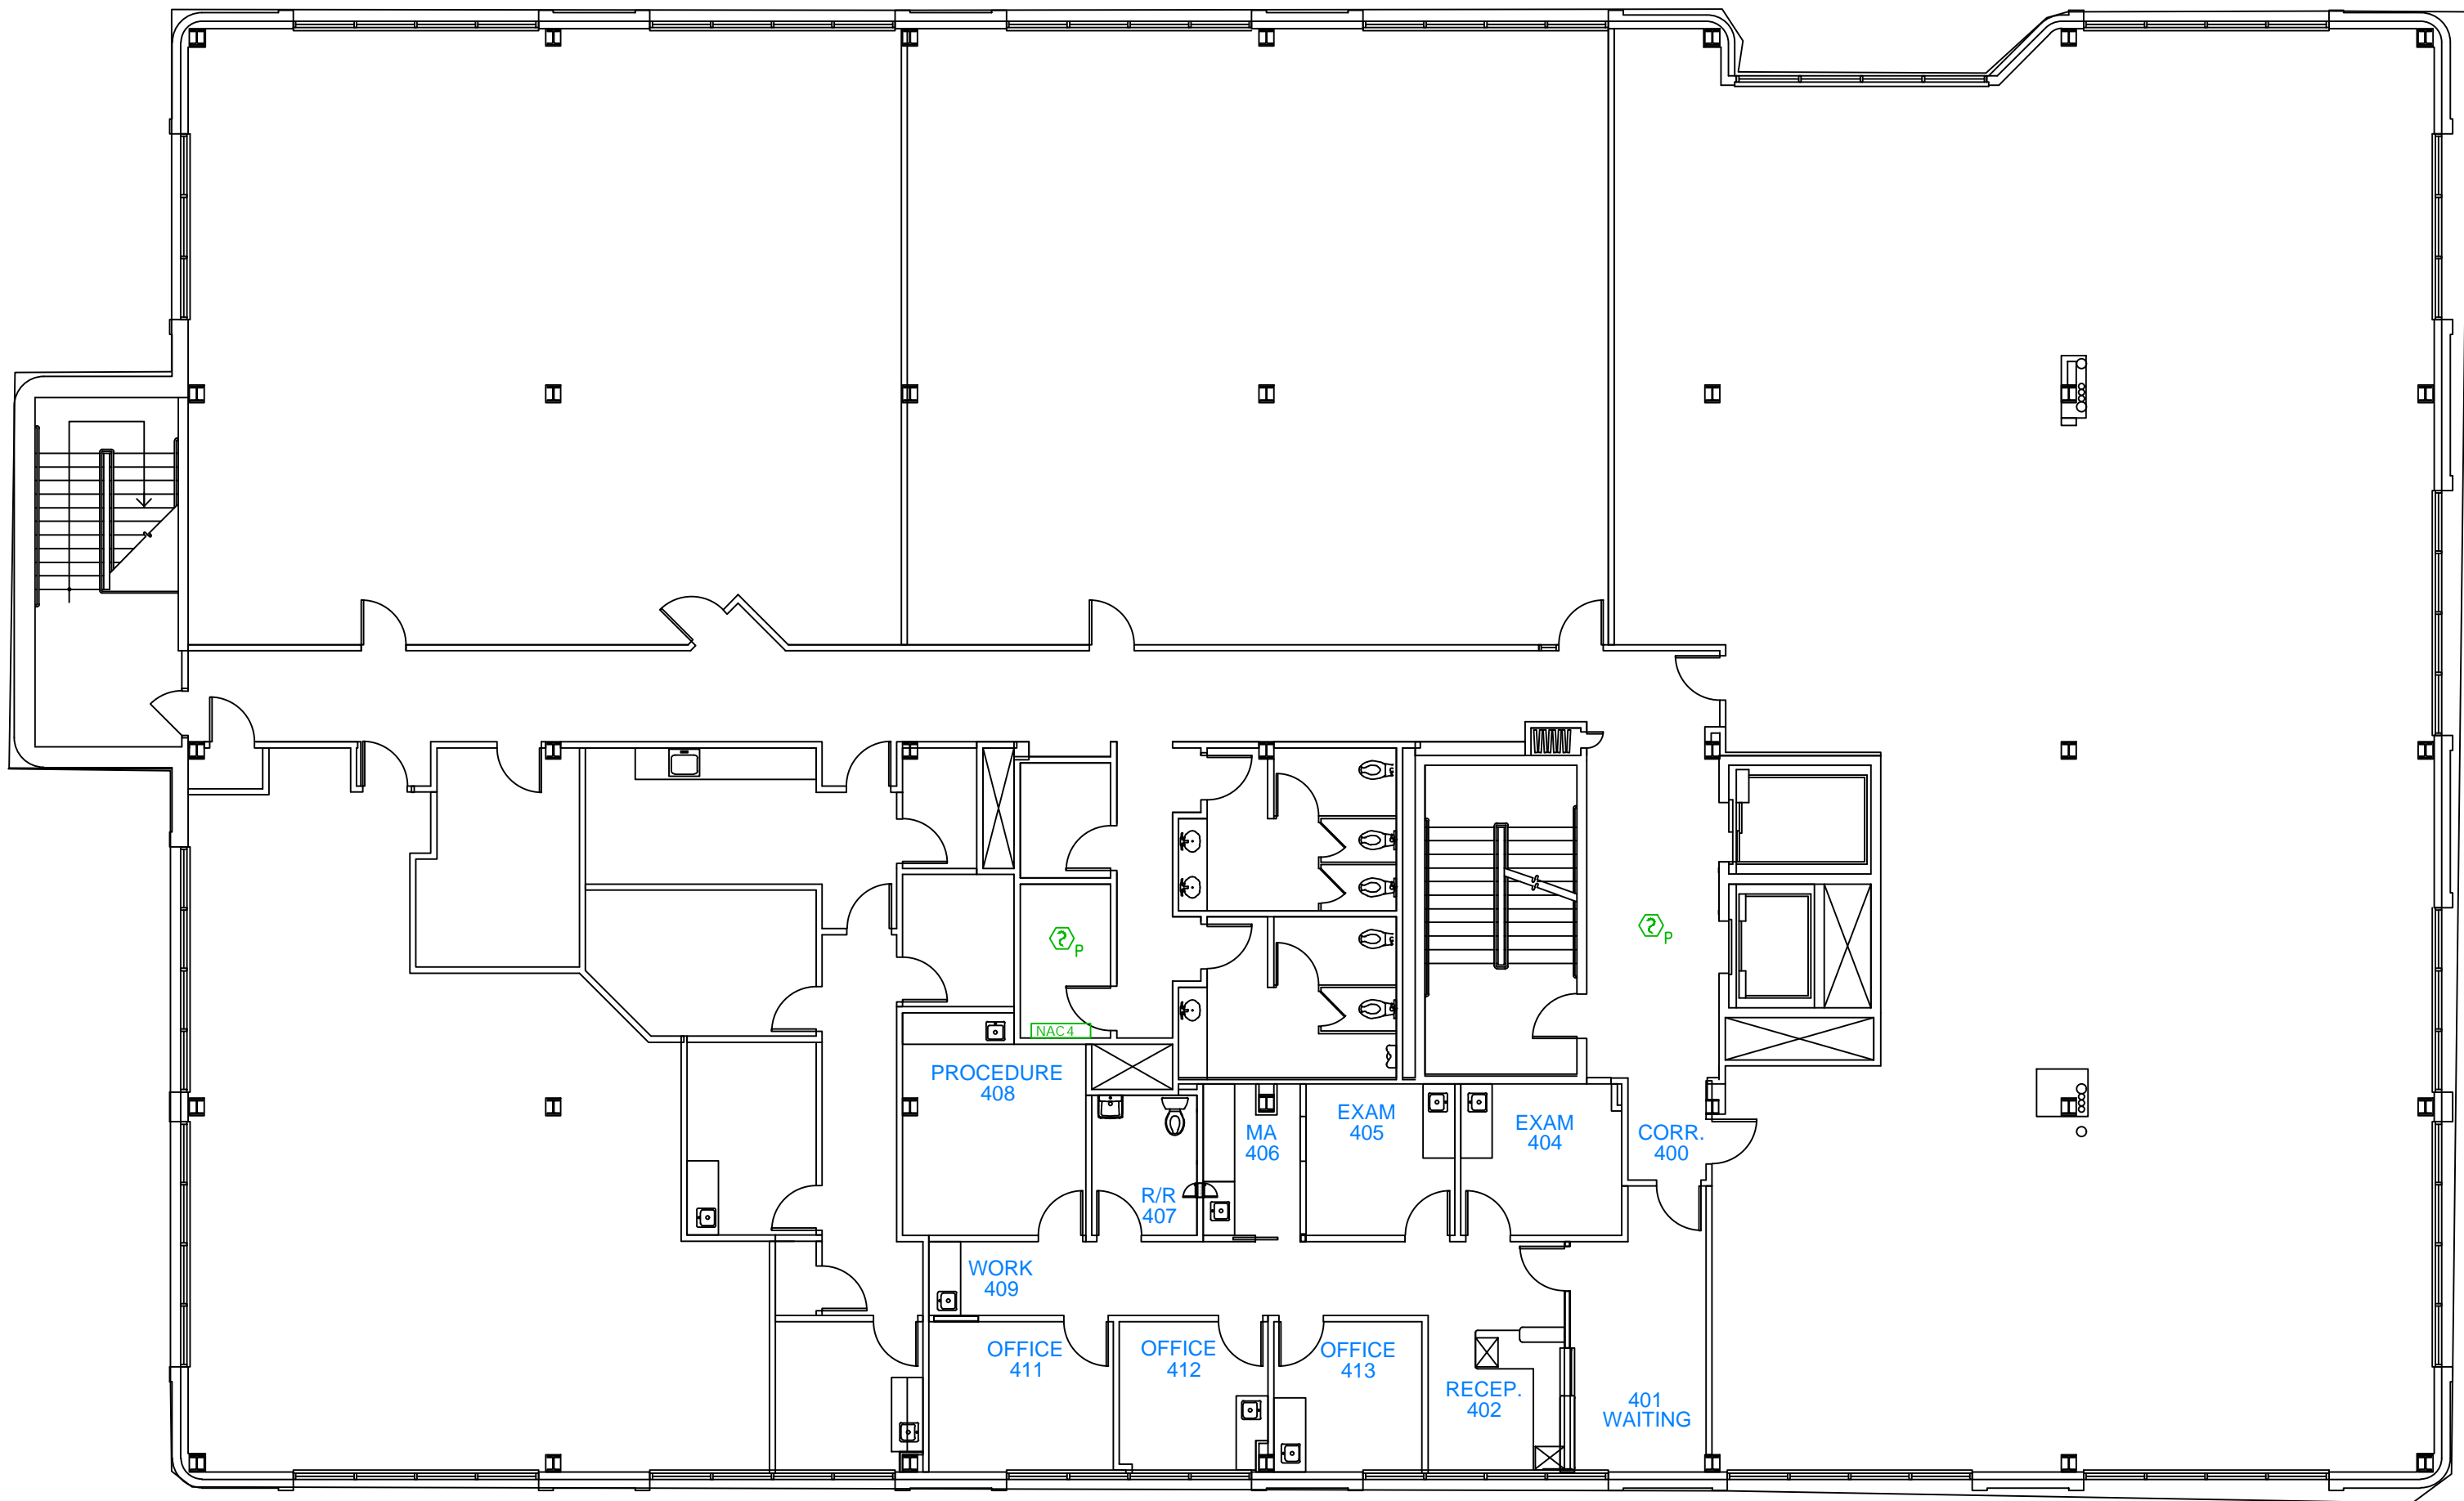 P
P
NAC4
PROCEDURE
408
EXAM
405
EXAM
404
MA
406
CORR.
400
R/R
407
WORK
409
OFFICE
411
OFFICE
412
OFFICE
413
RECEP.
402
401
WAITING